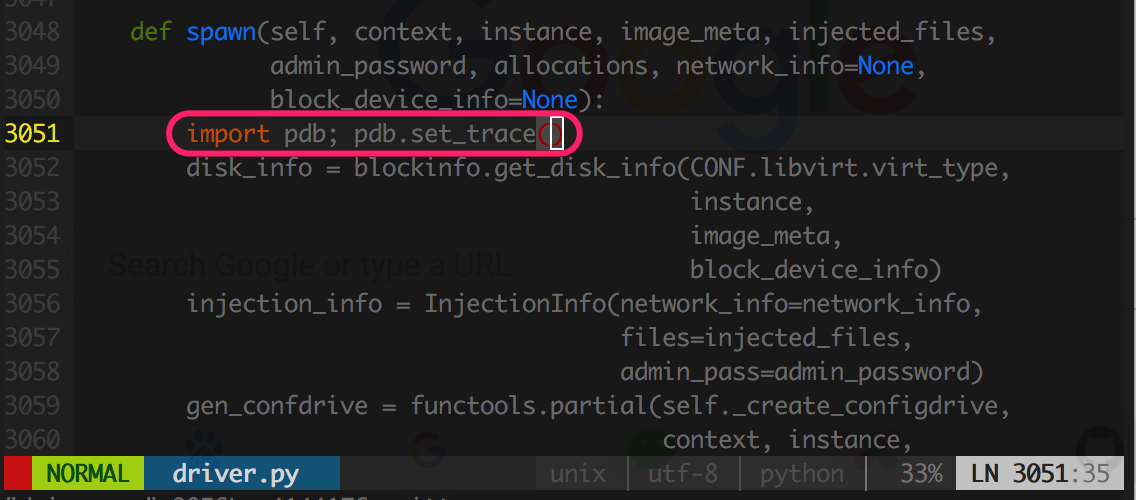 3047
3048 def spawn(self, context, instance, image_meta, injected_files,
3049 admin_password, allocations, network_info=None,
3050 block_device_info=None):
3051 import pdb; pdb.set_trace()
3052 disk_info = blockinfo.get_disk_info(CONF.libvirt.virt_type,
3053 instance,
3054 image_meta,
Search Google or type a URL
3055 block_device_info)
3056 injection_info = InjectionInfo(network_info=network_info,
3057 files=injected_files,
3058 admin_pass=admin_password)
3059 gen_confdrive = functools.partial(self._create_configdrive,
3060 context, instance,
NORMAL driver.py unix utf-8 python 33% LN 3051:35
Google